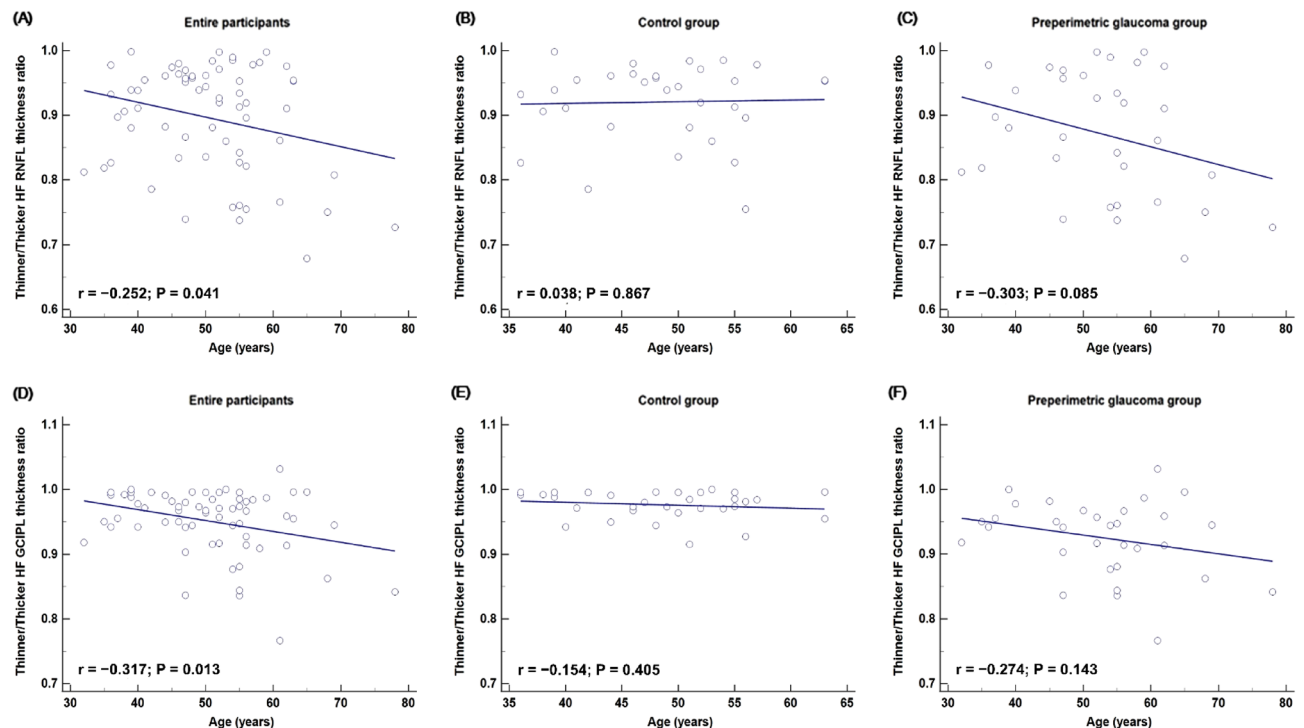 (A)
Entire participants
Thinner/Thicker HF RNFL thickness ratio
1.0
0.9
0.8
0.7
0.6
r = −0.252; P = 0.041
30 40 50 60 70 80
Age (years)
(B)
Control group
Thinner/Thicker HF RNFL thickness ratio
1.0
0.9
0.8
0.7
0.6
r = 0.038; P = 0.867
35 40 45 50 55 60 65
Age (years)
(C)
Preperimetric glaucoma group
Thinner/Thicker HF RNFL thickness ratio
1.0
0.9
0.8
0.7
0.6
r = −0.303; P = 0.085
30 40 50 60 70 80
Age (years)
(D)
Entire participants
Thinner/Thicker HF GCIPL thickness ratio
1.1
1.0
0.9
0.8
0.7
r = −0.317; P = 0.013
30 40 50 60 70 80
Age (years)
(E)
Control group
Thinner/Thicker HF GCIPL thickness ratio
1.1
1.0
0.9
0.8
0.7
r = −0.154; P = 0.405
35 40 45 50 55 60 65
Age (years)
(F)
Preperimetric glaucoma group
Thinner/Thicker HF GCIPL thickness ratio
1.1
1.0
0.9
0.8
0.7
r = −0.274; P = 0.143
30 40 50 60 70 80
Age (years)